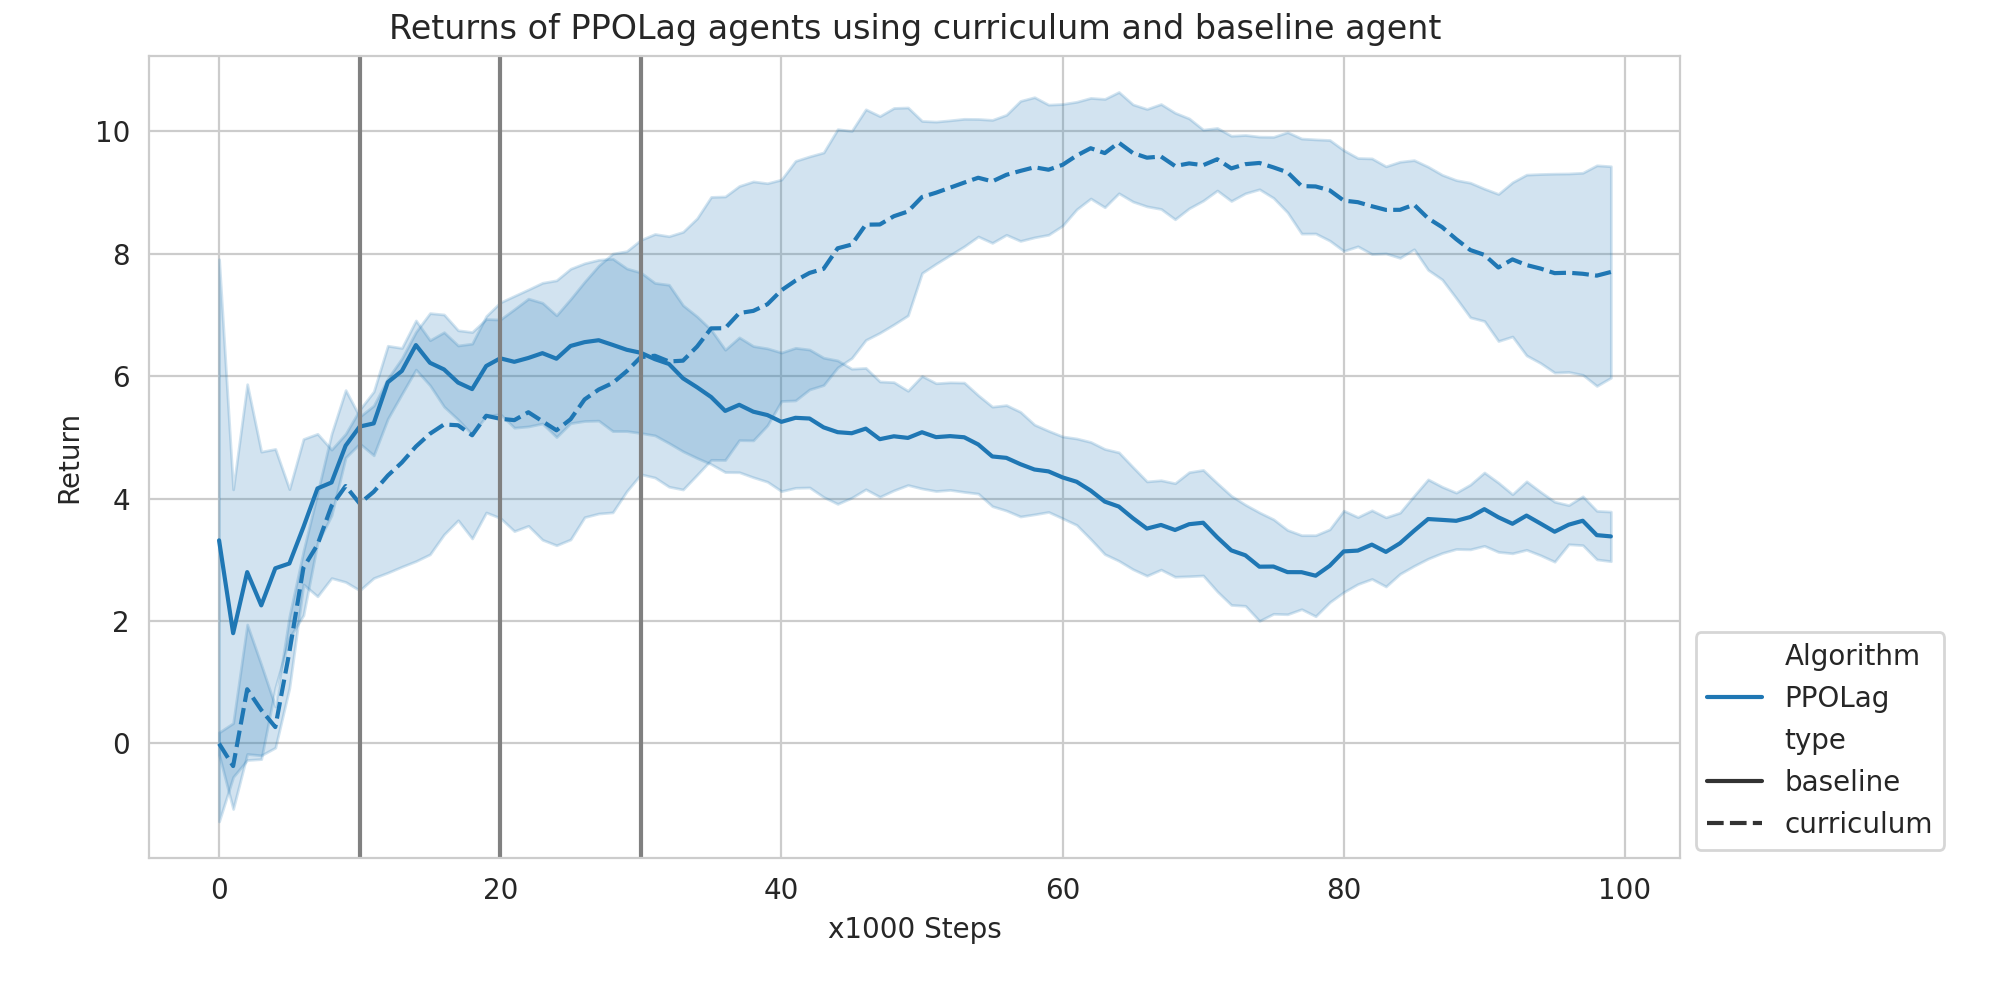 Returns of PPOLag agents using curriculum and baseline agent
10
8
6
4
2
0
Return
0 20 40 60 80 100
x1000 Steps
Algorithm
PPOLag
type
baseline
curriculum